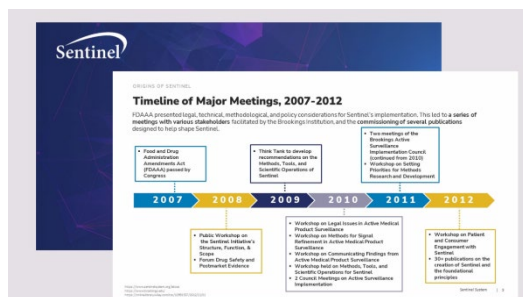 Sentinel
ORIGINS OF SENTINEL
Timeline of Major Meetings, 2007-2012
FDAAA presented legal, technical, methodological, and policy considerations for Sentinel's implementation. This led to a series of
meetings with various stakeholders facilitated by the Brookings Institution, and the commissioning of several publications
designed to help shape Sentinel.
• Food and Drug
Administration
Amendments Act
(FDAAA) passed by
Congress
• Think Tank to develop
recommendations on the
Methods, Tools, and
Scientific Operations of
Sentinel
• Two meetings of the
Brookings Active
Surveillance
Implementation Council
(continued from 2010)
• Workshop on Setting
Priorities for Methods
Research and Development
2007 2008 2009 2010 2011 2012
• Public Workshop on
the Sentinel Initiative's
Structure, Function, &
Scope
• Forum Drug Safety and
Postmarket Evidence
• Workshop on Legal Issues in Active Medical
Product Surveillance
• Workshop on Methods for Signal
Refinement in Active Medical Product
Surveillance
• Workshop on Communicating Findings from
Active Medical Product Surveillance
• Workshop held on Methods, Tools, and
Scientific Operations for Sentinel
• 2 Council Meetings on Active Surveillance
Implementation
• Workshop on Patient
and Consumer
Engagement with
Sentinel
• 30+ publications on the
creation of Sentinel and
the foundational
principles
Sentinel System | 8